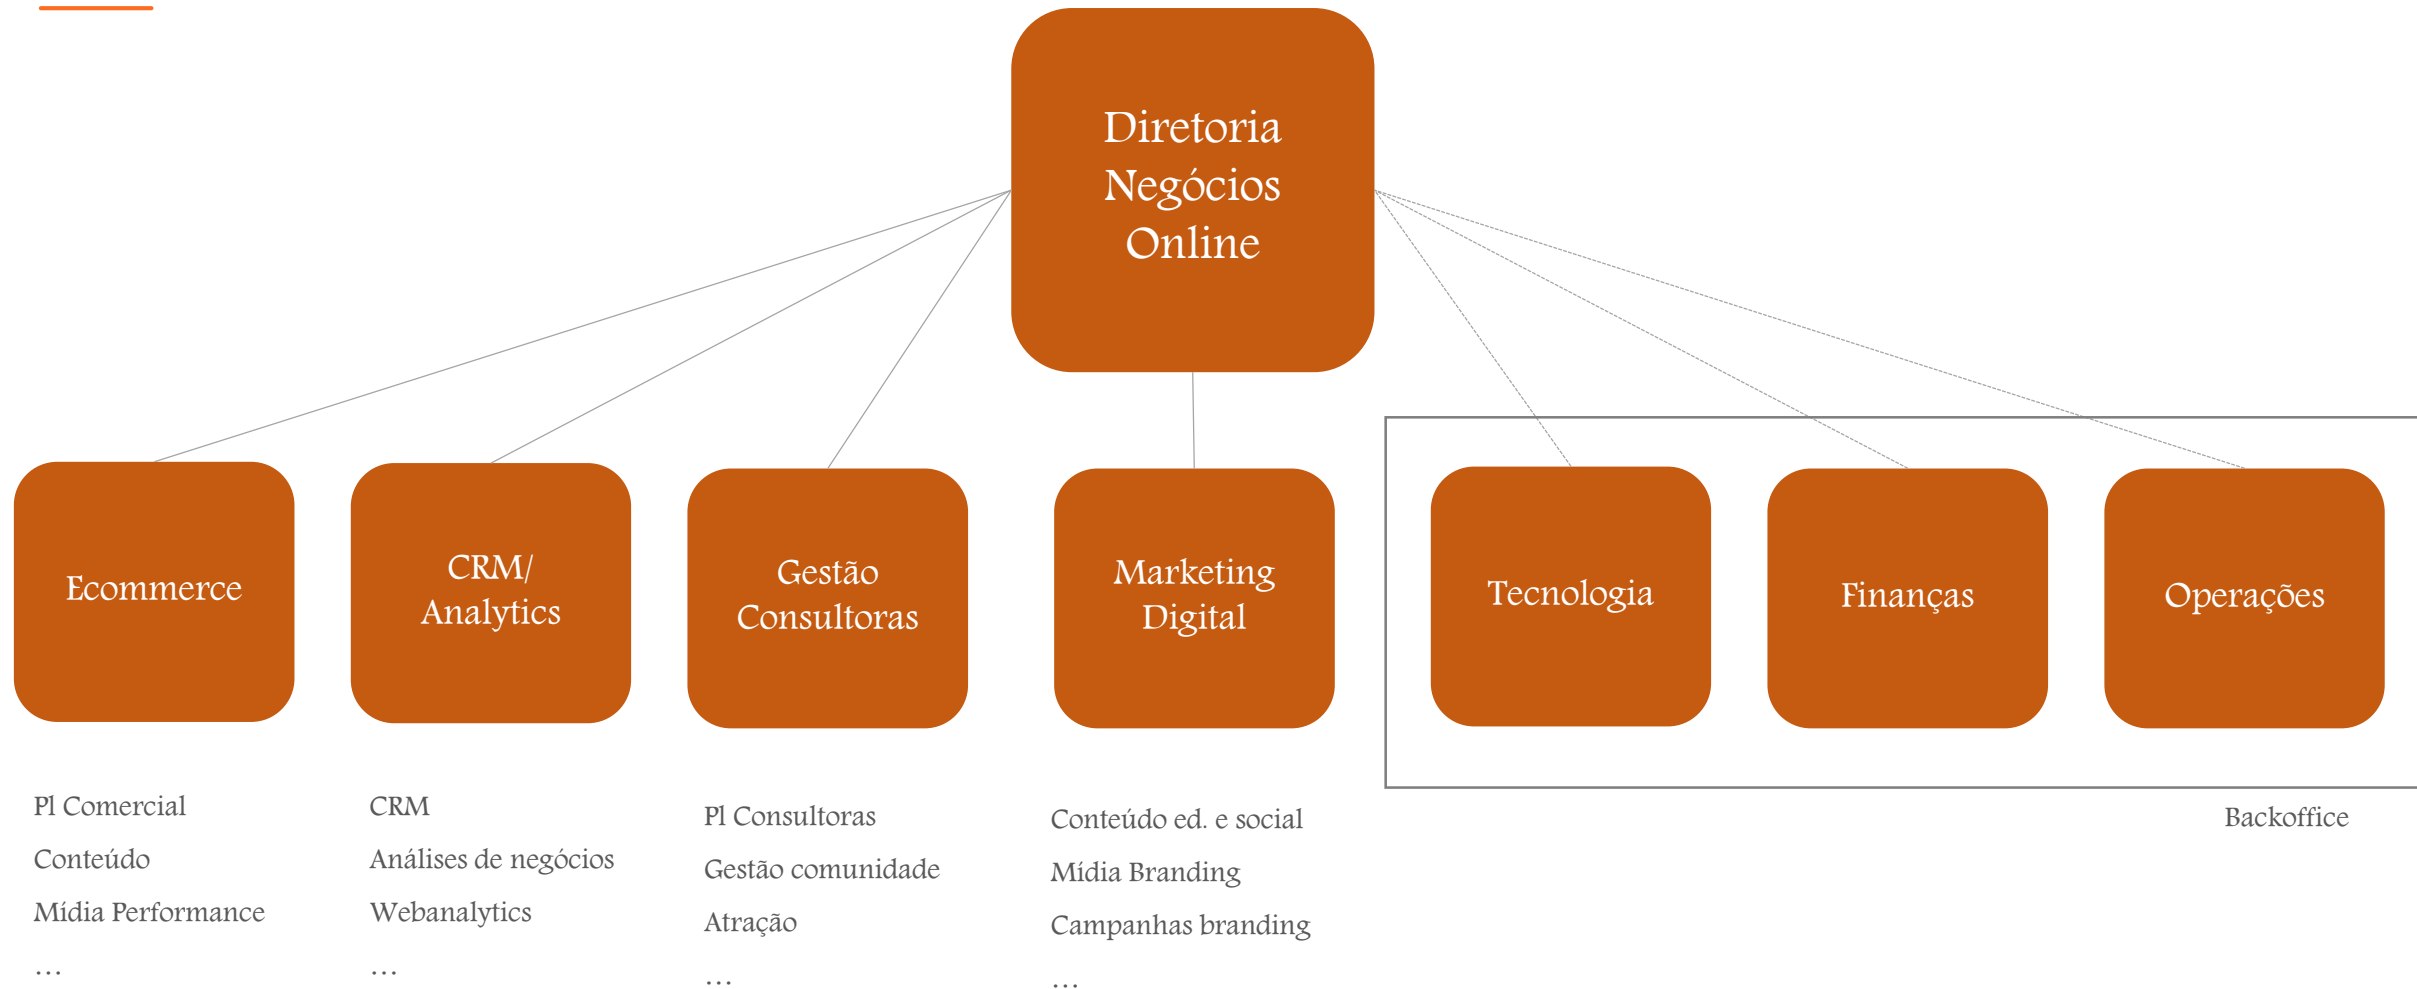 Diretoria
Negócios
Online
Ecommerce
CRM/
Analytics
Gestão
Consultoras
Marketing
Digital
Tecnologia
Finanças
Operações
Pl Comercial
Conteúdo
Mídia Performance
...
CRM
Análises de negócios
Webanalytics
...
Pl Consultoras
Gestão comunidade
Atração
...
Conteúdo ed. e social
Mídia Branding
Campanhas branding
...
Backoffice